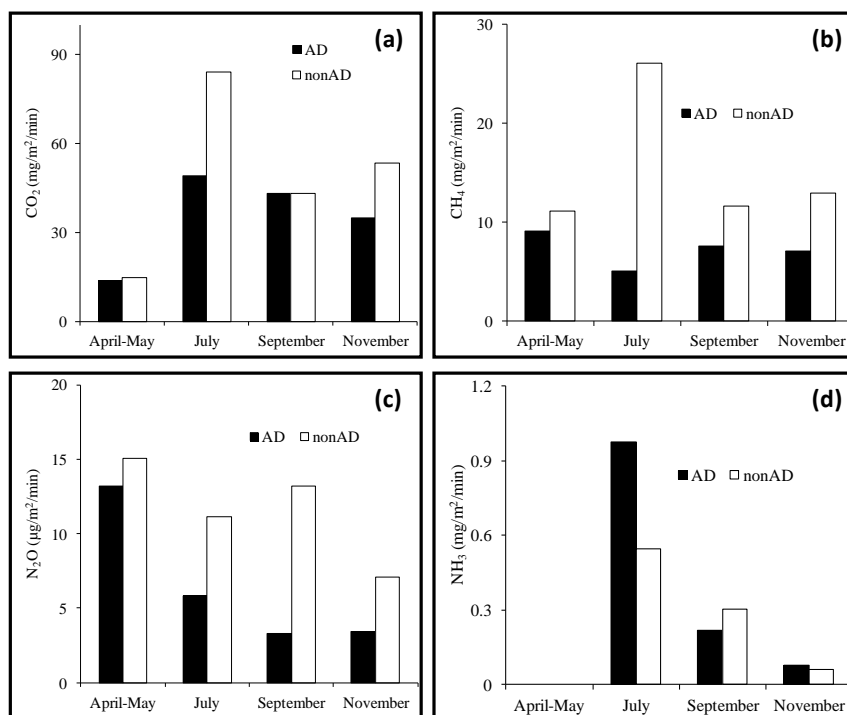 (a)
AD
nonAD
90
60
30
0
CO₂ (mg/m²/min)
April-May July September November
(b)
AD nonAD
30
20
10
0
CH₄ (mg/m²/min)
April-May July September November
(c)
AD nonAD
20
15
10
5
0
N₂O (µg/m²/min)
April-May July September November
(d)
AD nonAD
1.2
0.9
0.6
0.3
0
NH₃ (mg/m²/min)
April-May July September November